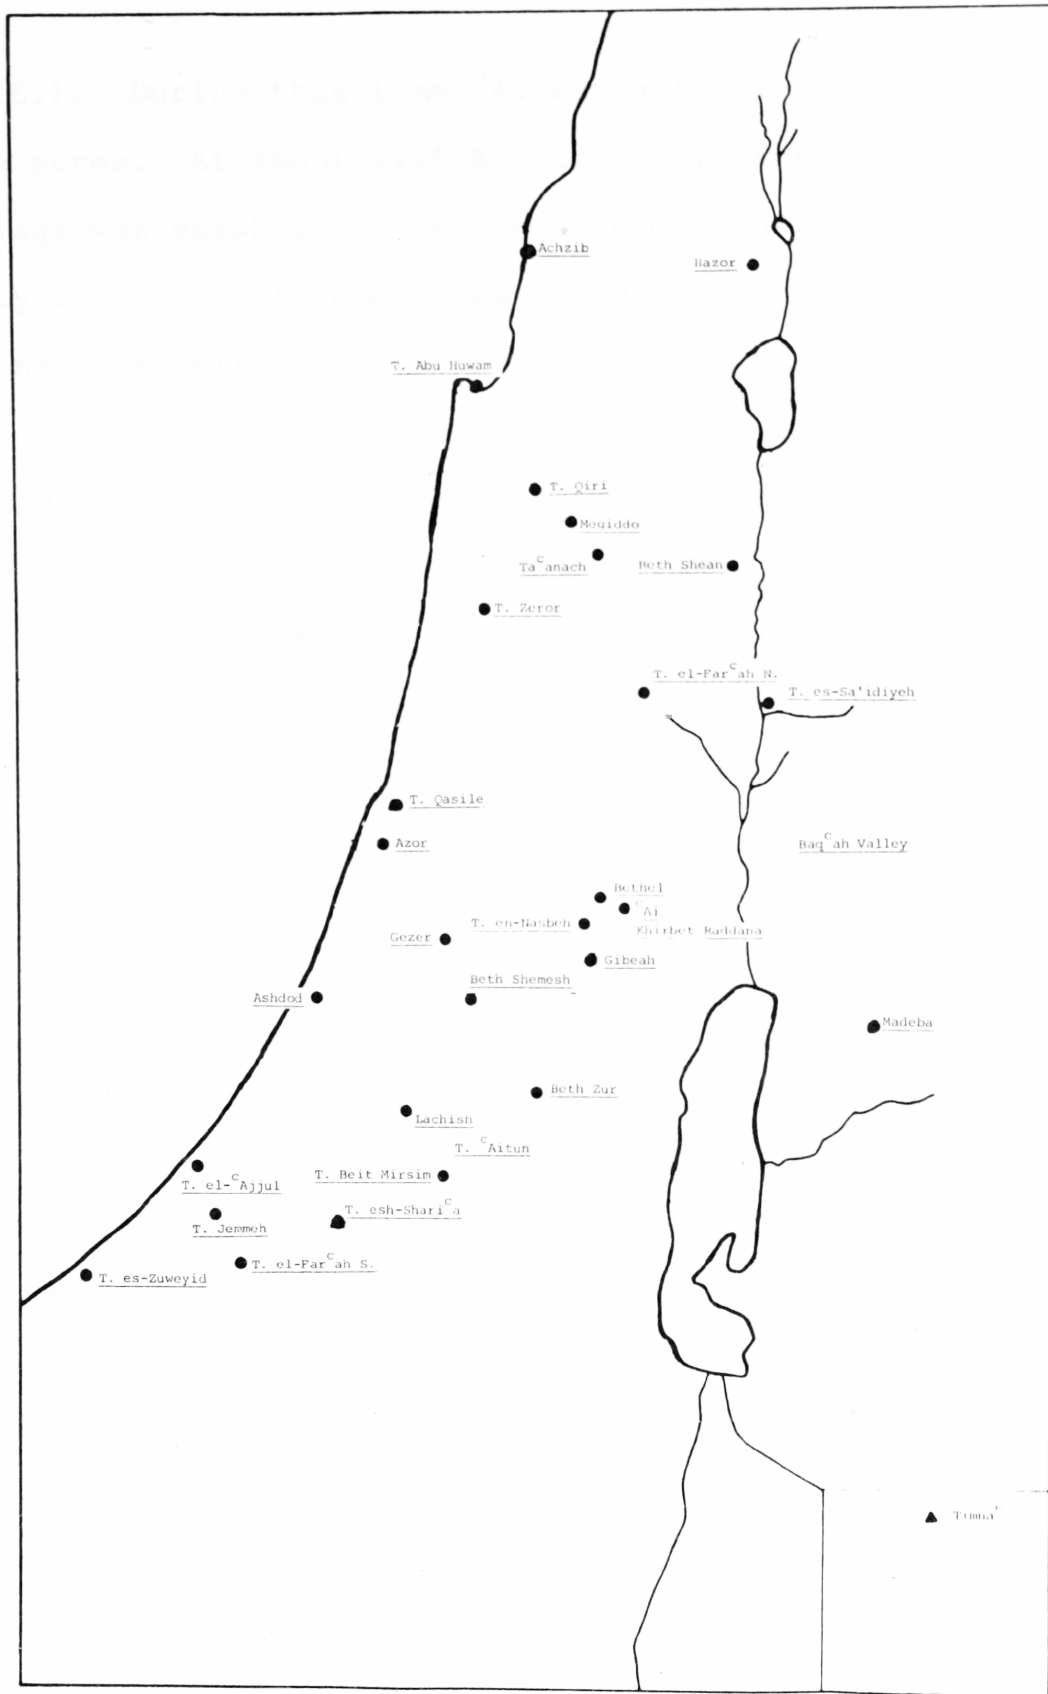 Achzib
Hazor
T. Abu Huwam
T. Qiri
Megiddo
Taᶜanach
Beth Shean
T. Zeror
T. el-Farᶜah N.
T. es-Sa'idiyeh
T. Qasile
Azor
Baqᶜah Valley
Bethel
ᶜAi
T. en-Nasbeh
Khirbet Raddana
Gezer
Gibeah
Beth Shemesh
Ashdod
Madeba
Beth Zur
Lachish
T. ᶜAitun
T. Beit Mirsim
T. el-ᶜAjjul
T. esh-Shariᶜa
T. Jemmeh
T. el-Farᶜah S.
T. es-Zuweyid
Timnaᶜ